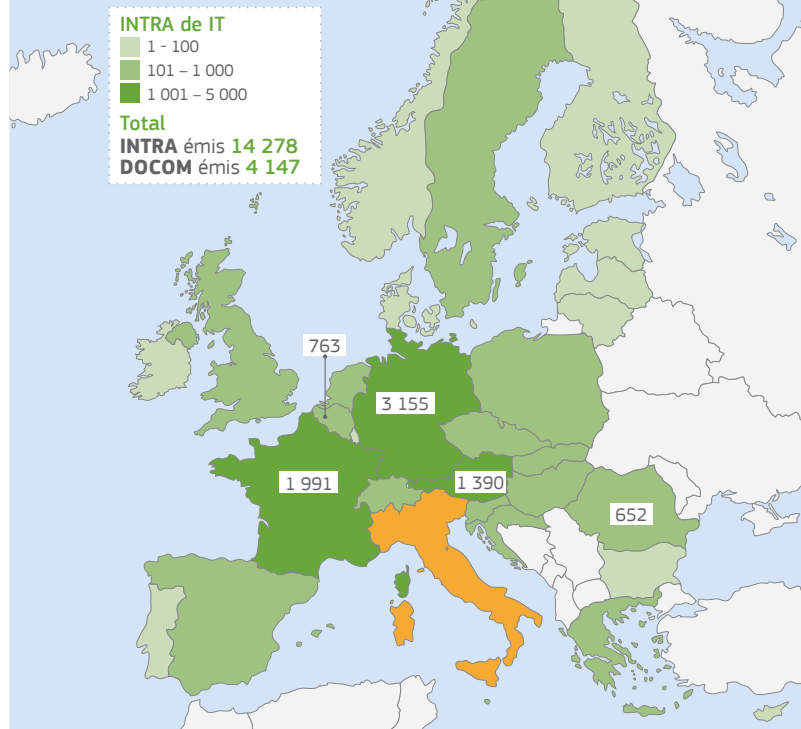 INTRA de IT
1 - 100
101 – 1 000
1 001 – 5 000
Total
INTRA émis 14 278
DOCOM émis 4 147
763
3 155
1 991
1 390
652